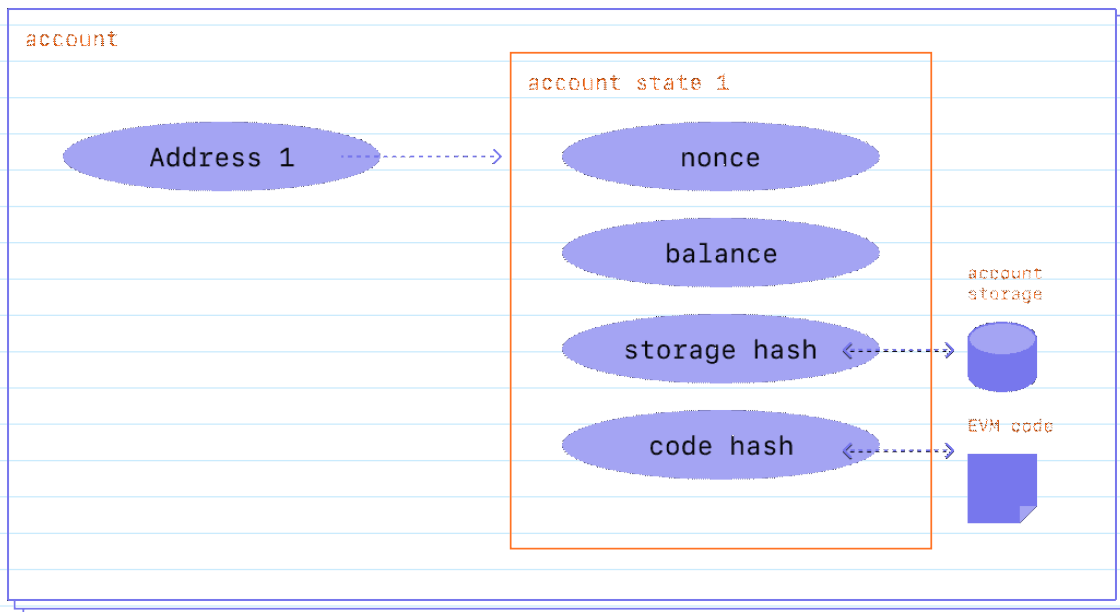 account
account state 1
Address 1
nonce
balance
account
storage
storage hash
EVM code
code hash